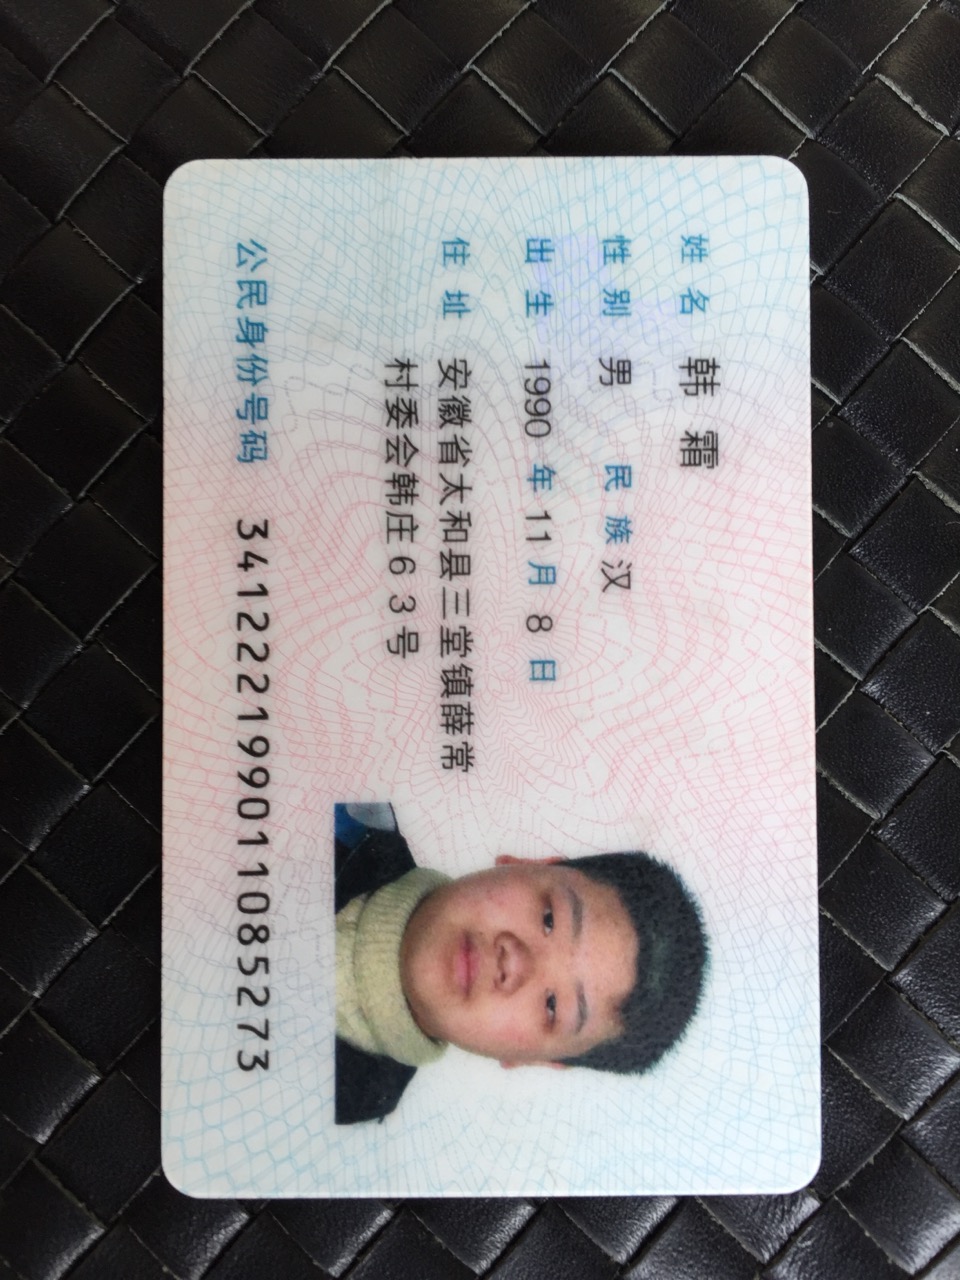 姓名 韩霜
性别 男 民族 汉
出生 1990 年 11 月 8 日
住址 安徽省太和县三堂镇薛常
村委会韩庄63号
公民身份号码 341222199011085273